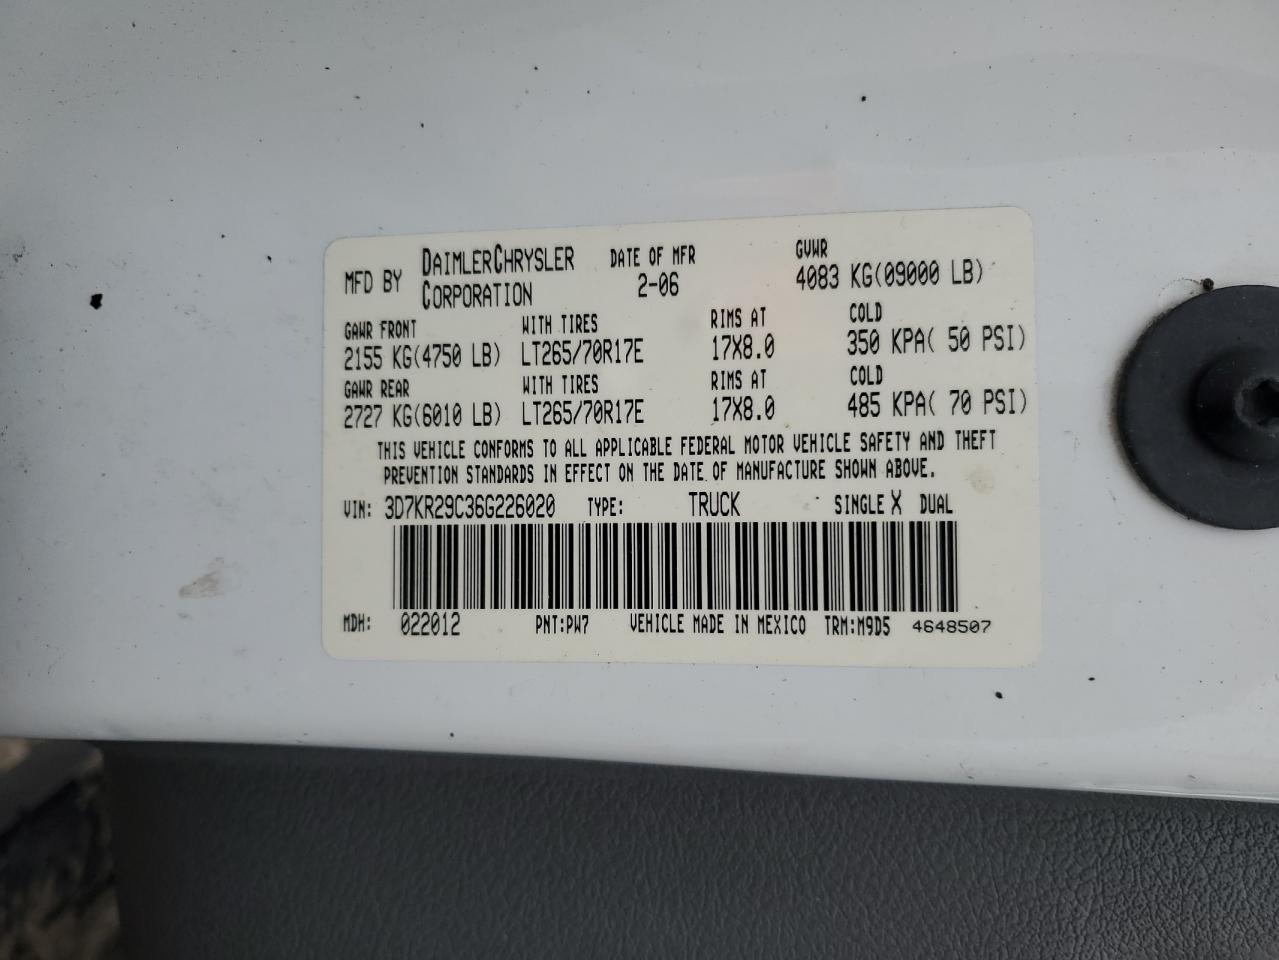 MFD BY DAIMLERCHRYSLER CORPORATION DATE OF MFR 2-06 GVWR 4083 KG(09000 LB)
GAWR FRONT WITH TIRES RIMS AT COLD
2155 KG(4750 LB) LT265/70R17E 17X8.0 350 KPA( 50 PSI)
GAWR REAR WITH TIRES RIMS AT COLD
2727 KG(6010 LB) LT265/70R17E 17X8.0 485 KPA( 70 PSI)
THIS VEHICLE CONFORMS TO ALL APPLICABLE FEDERAL MOTOR VEHICLE SAFETY AND THEFT
PREVENTION STANDARDS IN EFFECT ON THE DATE OF MANUFACTURE SHOWN ABOVE.
VIN: 3D7KR29C36G226020 TYPE: TRUCK SINGLE X DUAL
MDH: 022012 PNT:PW7 VEHICLE MADE IN MEXICO TRM:M9D5 4648507